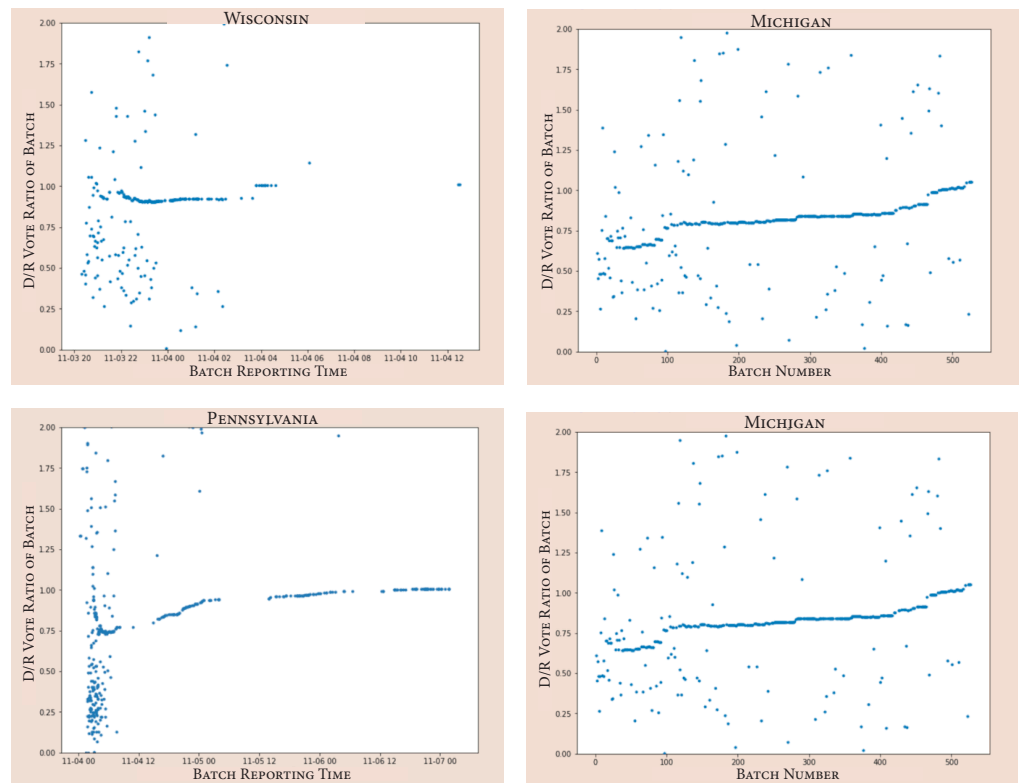 WISCONSIN
D/R VOTE RATIO OF BATCH
2.00
1.75
1.50
1.25
1.00
0.75
0.50
0.25
0.00
11-03 20 11-03 22 11-04 00 11-04 02 11-04 04 11-04 06 11-04 08 11-04 10 11-04 12
BATCH REPORTING TIME
MICHIGAN
D/R VOTE RATIO OF BATCH
2.00
1.75
1.50
1.25
1.00
0.75
0.50
0.25
0.00
0 100 200 300 400 500
BATCH NUMBER
PENNSYLVANIA
D/R VOTE RATIO OF BATCH
2.00
1.75
1.50
1.25
1.00
0.75
0.50
0.25
0.00
11-04 00 11-04 12 11-05 00 11-05 12 11-06 00 11-06 12 11-07 00
BATCH REPORTING TIME
MICHIGAN
D/R VOTE RATIO OF BATCH
2.00
1.75
1.50
1.25
1.00
0.75
0.50
0.25
0.00
0 100 200 300 400 500
BATCH NUMBER